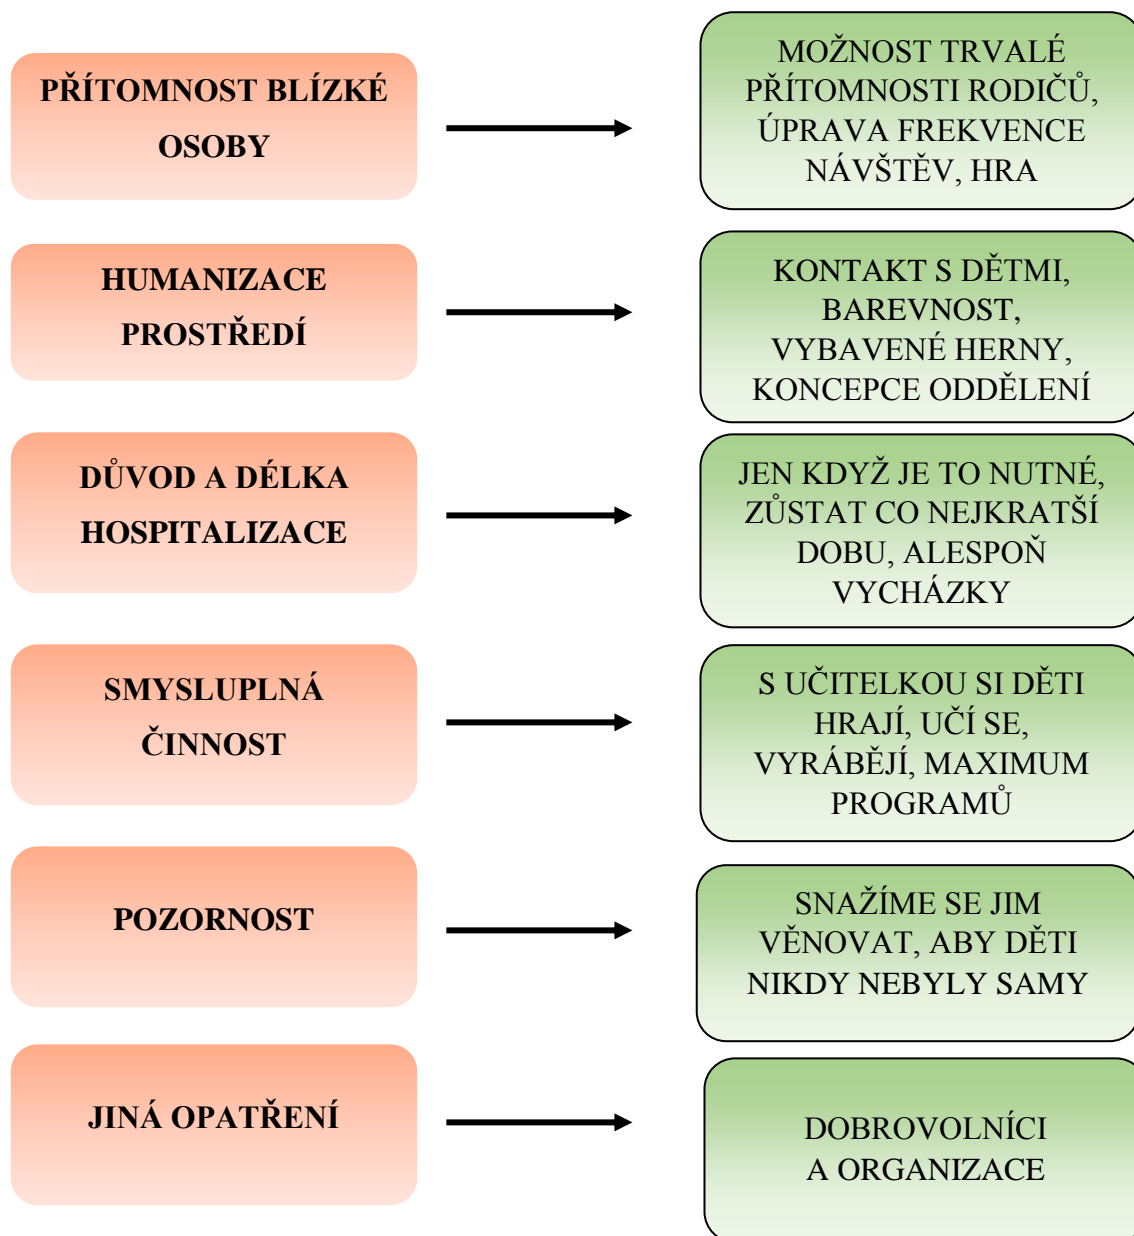 PŘÍTOMNOST BLÍZKÉ
OSOBY
MOŽNOST TRVALÉ
PŘÍTOMNOSTI RODIČŮ,
ÚPRAVA FREKVENCE
NÁVŠTĚV, HRA
HUMANIZACE
PROSTŘEDÍ
KONTAKT S DĚTMI,
BAREVNOST,
VYBAVENÉ HERNY,
KONCEPCE ODDĚLENÍ
DŮVOD A DÉLKA
HOSPITALIZACE
JEN KDYŽ JE TO NUTNÉ,
ZŮSTAT CO NEJKRATŠÍ
DOBU, ALESPOŇ
VYCHÁZKY
SMYSLUPLNÁ
ČINNOST
S UČITELKOU SI DĚTI
HRAJÍ, UČÍ SE,
VYRÁBĚJÍ, MAXIMUM
PROGRAMŮ
POZORNOST
SNAŽÍME SE JIM
VĚNOVAT, ABY DĚTI
NIKDY NEBYLY SAMY
JINÁ OPATŘENÍ
DOBROVOLNÍCI
A ORGANIZACE